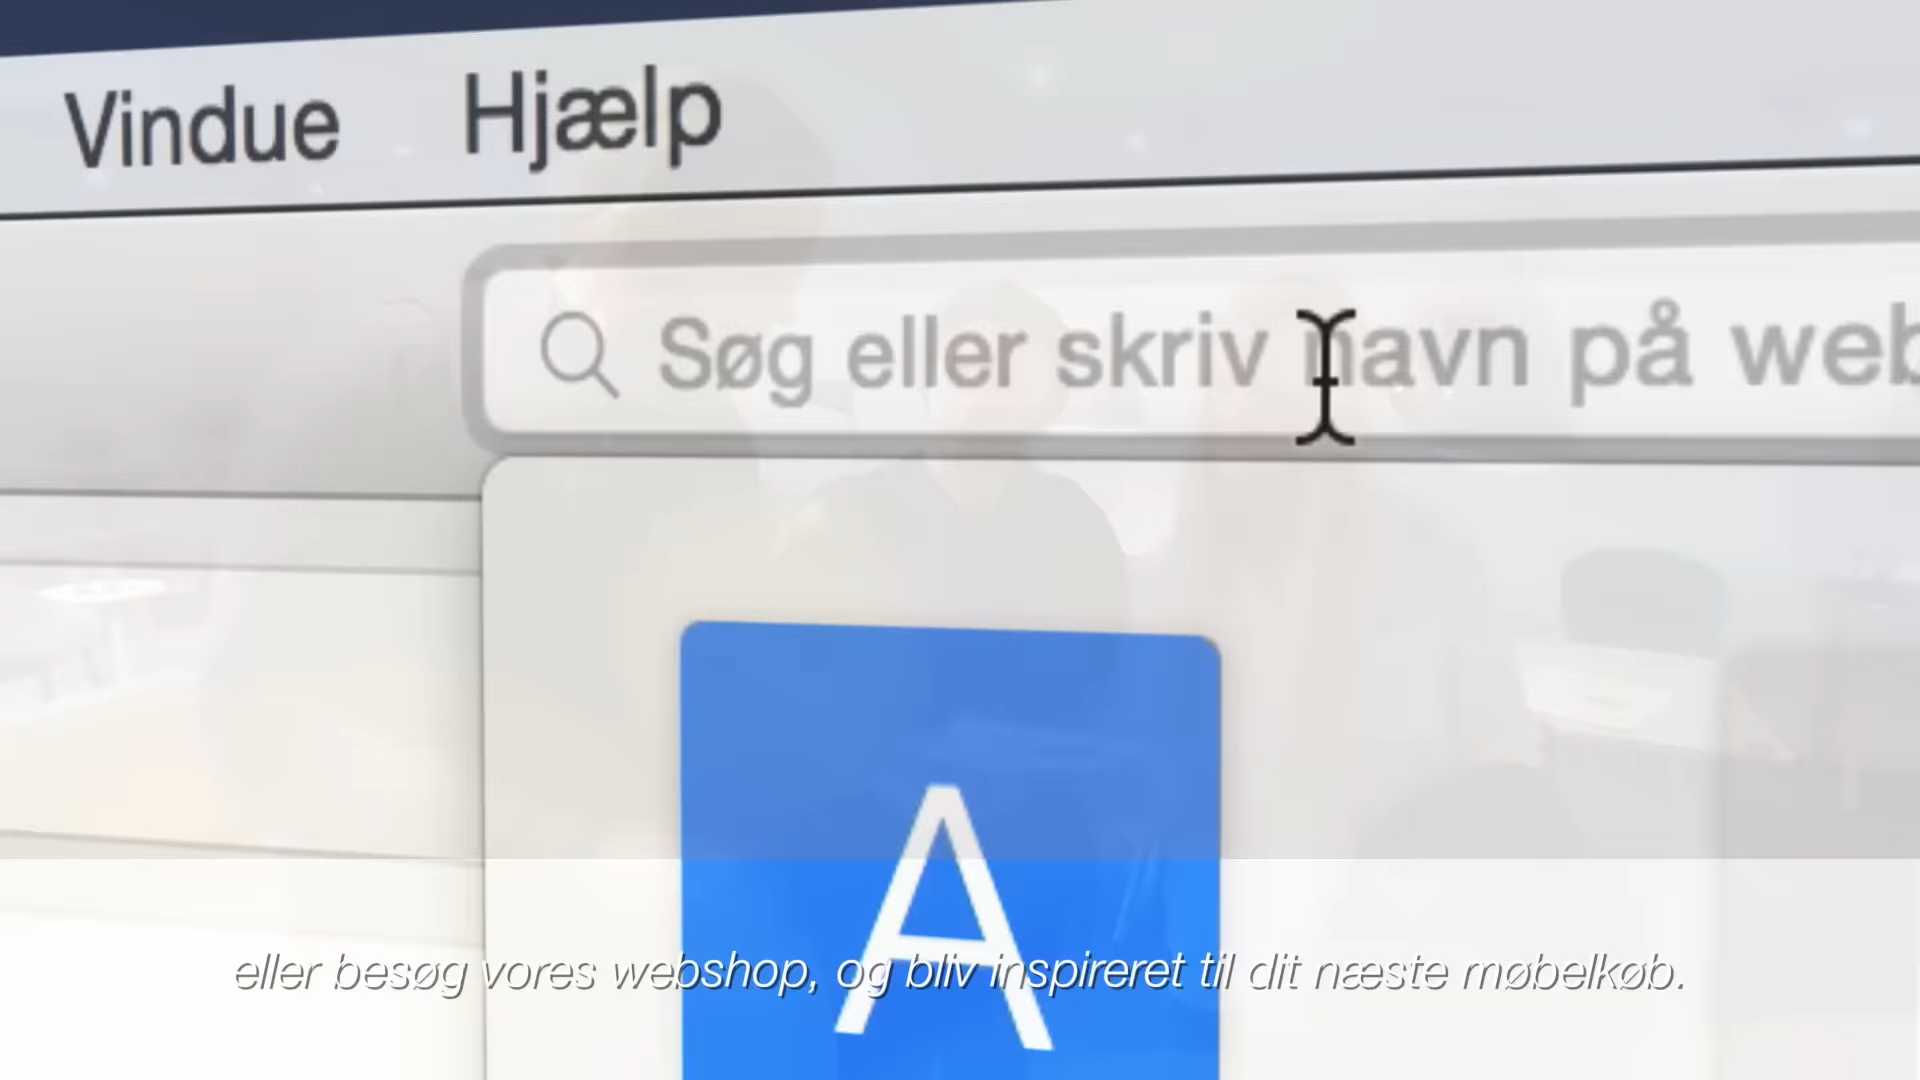 Vindue Hjælp
Søg eller skriv navn på web
A
eller besøg vores webshop, og bliv inspireret til dit næste møbelkøb.